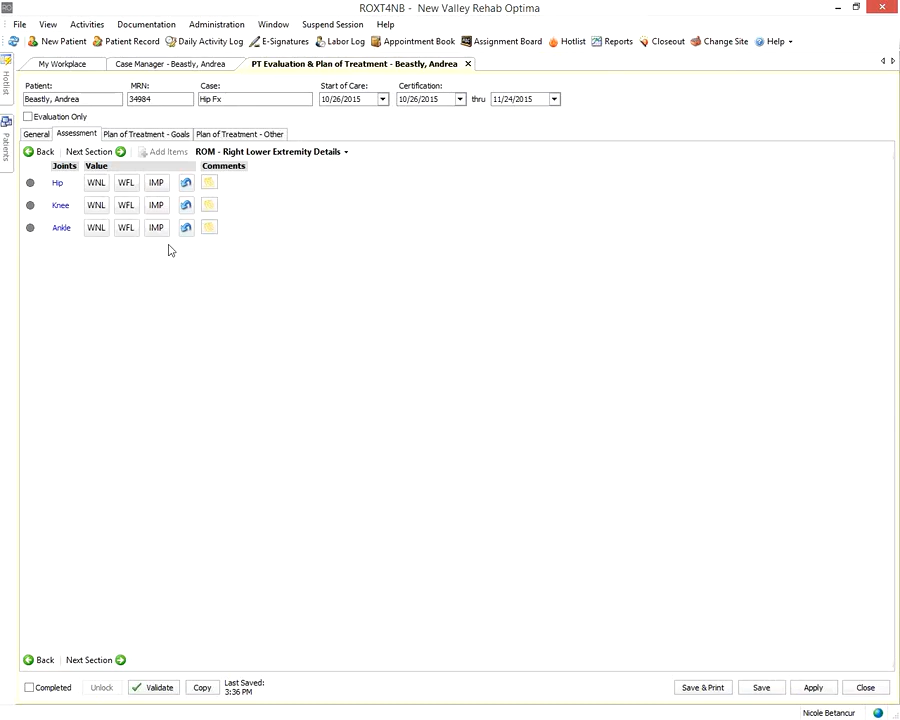 ROXT4NB - New Valley Rehab Optima
File View Activities Documentation Administration Window Suspend Session Help
New Patient Patient Record Daily Activity Log E-Signatures Labor Log Appointment Book Assignment Board Hotlist Reports Closeout Change Site Help
My Workplace Case Manager - Beastly, Andrea PT Evaluation & Plan of Treatment - Beastly, Andrea
Hotlist
Patients
Patient: MRN: Case: Start of Care: Certification:
Beastly, Andrea 34984 Hip Fx 10/26/2015 10/26/2015 thru 11/24/2015
Evaluation Only
General Assessment Plan of Treatment - Goals Plan of Treatment - Other
Back Next Section Add Items ROM - Right Lower Extremity Details
Joints Value Comments
Hip WNL WFL IMP
Knee WNL WFL IMP
Ankle WNL WFL IMP
Back Next Section
Completed Unlock Validate Copy Last Saved: Save & Print Save Apply Close
3:36 PM
Nicole Betancur